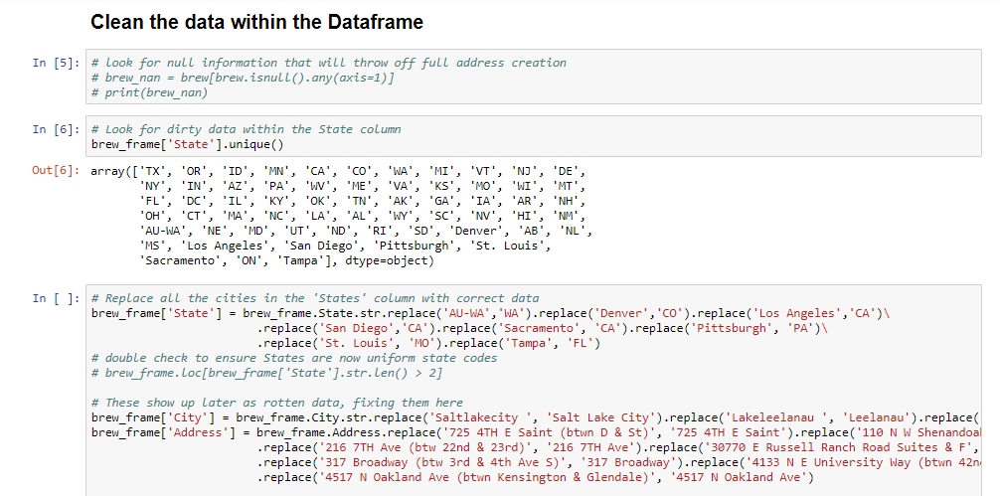 Clean the data within the Dataframe
In [5]: # look for null information that will throw off full address creation
# brew_nan = brew[brew.isnull().any(axis=1)]
# print(brew_nan)
In [6]: # Look for dirty data within the State column
brew_frame['State'].unique()
Out[6]: array(['TX', 'OR', 'ID', 'MN', 'CA', 'CO', 'WA', 'MI', 'VT', 'NJ', 'DE',
'NY', 'IN', 'AZ', 'PA', 'WV', 'ME', 'VA', 'KS', 'MO', 'WI', 'MT',
'FL', 'DC', 'IL', 'KY', 'OK', 'TN', 'AK', 'GA', 'IA', 'AR', 'NH',
'OH', 'CT', 'MA', 'NC', 'LA', 'AL', 'WY', 'SC', 'NV', 'HI', 'NM',
'AU-WA', 'NE', 'MD', 'UT', 'ND', 'RI', 'SD', 'Denver', 'AB', 'NL',
'MS', 'Los Angeles', 'San Diego', 'Pittsburgh', 'St. Louis',
'Sacramento', 'ON', 'Tampa'], dtype=object)
In [ ]: # Replace all the cities in the 'States' column with correct data
brew_frame['State'] = brew_frame.State.str.replace('AU-WA','WA').replace('Denver','CO').replace('Los Angeles','CA')\
.replace('San Diego','CA').replace('Sacramento', 'CA').replace('Pittsburgh', 'PA')\
.replace('St. Louis', 'MO').replace('Tampa', 'FL')
# double check to ensure States are now uniform state codes
# brew_frame.loc[brew_frame['State'].str.len() > 2]
# These show up later as rotten data, fixing them here
brew_frame['City'] = brew_frame.City.str.replace('Saltlakecity ', 'Salt Lake City').replace('Lakeleelanau ', 'Leelanau').replace(
brew_frame['Address'] = brew_frame.Address.replace('725 4TH E Saint (btwn D & St)', '725 4TH E Saint').replace('110 N W Shenandoa
.replace('216 7TH Ave (btw 22nd & 23rd)', '216 7TH Ave').replace('30770 E Russell Ranch Road Suites & F',
.replace('317 Broadway (btw 3rd & 4th Ave S)', '317 Broadway').replace('4133 N E University Way (btwn 42n
.replace('4517 N Oakland Ave (btwn Kensington & Glendale)', '4517 N Oakland Ave')